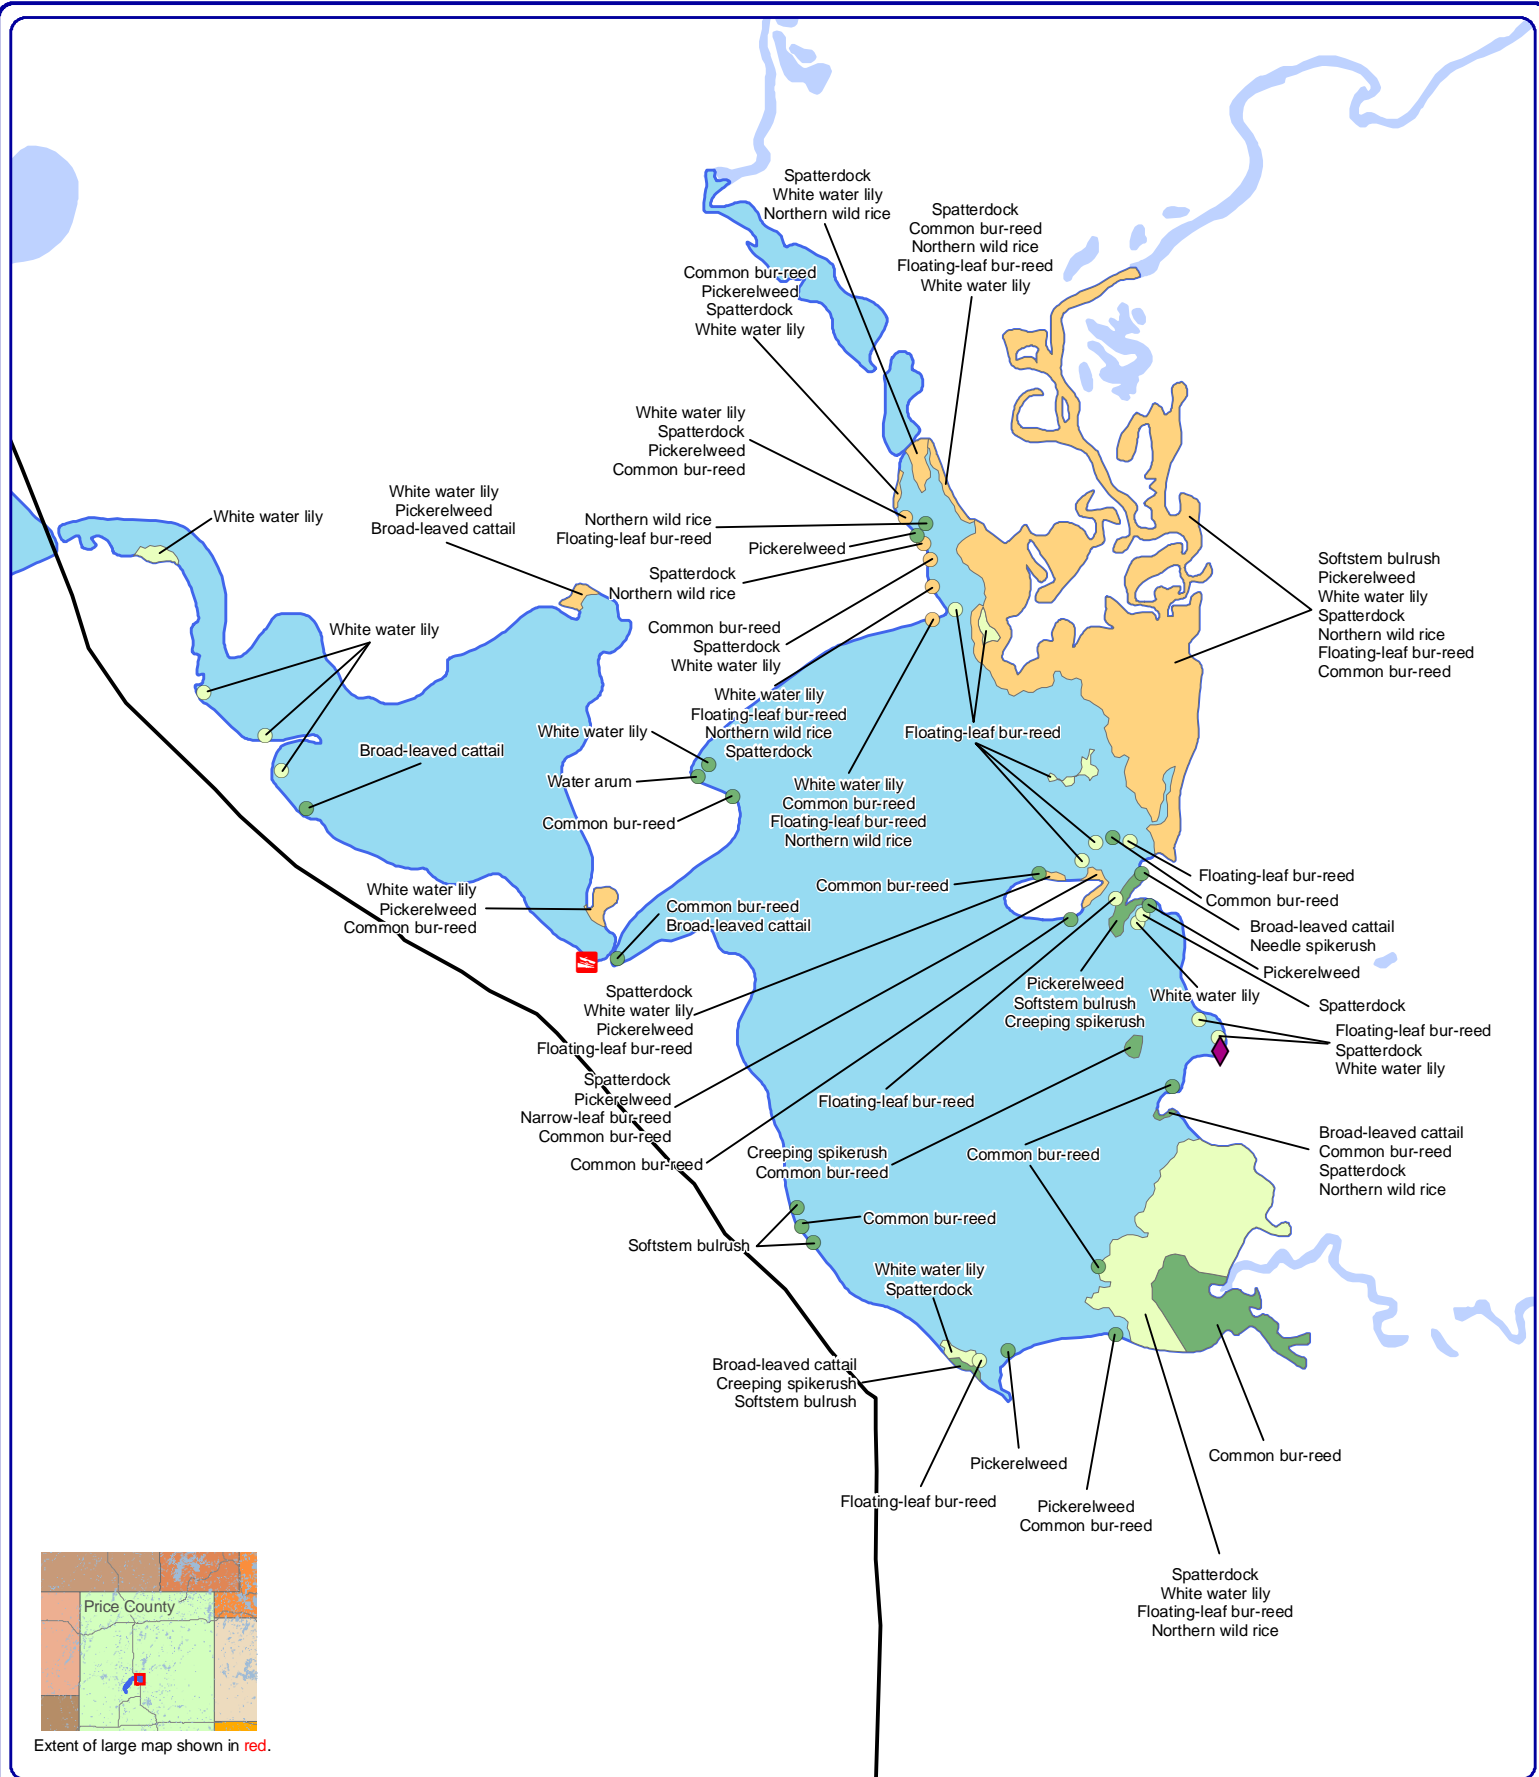 Spatterdock
White water lily
Northern wild rice
Spatterdock
Common bur-reed
Northern wild rice
Floating-leaf bur-reed
White water lily
Common bur-reed
Pickerelweed
Spatterdock
White water lily
White water lily
Spatterdock
Pickerelweed
Common bur-reed
White water lily
Pickerelweed
Broad-leaved cattail
White water lily
Northern wild rice
Floating-leaf bur-reed
Pickerelweed
Spatterdock
Northern wild rice
Softstem bulrush
Pickerelweed
White water lily
Spatterdock
Northern wild rice
Floating-leaf bur-reed
Common bur-reed
White water lily
Common bur-reed
Spatterdock
White water lily
White water lily
Floating-leaf bur-reed
Northern wild rice
Spatterdock
White water lily
Floating-leaf bur-reed
Broad-leaved cattail
Water arum
White water lily
Common bur-reed
Floating-leaf bur-reed
Northern wild rice
Common bur-reed
Common bur-reed
Floating-leaf bur-reed
Common bur-reed
White water lily
Pickerelweed
Common bur-reed
Common bur-reed
Broad-leaved cattail
Broad-leaved cattail
Needle spikerush
Pickerelweed
Pickerelweed
Softstem bulrush
Creeping spikerush
White water lily
Spatterdock
Spatterdock
White water lily
Pickerelweed
Floating-leaf bur-reed
Floating-leaf bur-reed
Spatterdock
White water lily
Spatterdock
Pickerelweed
Narrow-leaf bur-reed
Common bur-reed
Floating-leaf bur-reed
Common bur-reed
Creeping spikerush
Common bur-reed
Common bur-reed
Broad-leaved cattail
Common bur-reed
Spatterdock
Northern wild rice
Common bur-reed
Softstem bulrush
White water lily
Spatterdock
Broad-leaved cattail
Creeping spikerush
Softstem bulrush
Pickerelweed
Common bur-reed
Floating-leaf bur-reed
Pickerelweed
Common bur-reed
Spatterdock
White water lily
Floating-leaf bur-reed
Northern wild rice
Price County
Extent of large map shown in red.